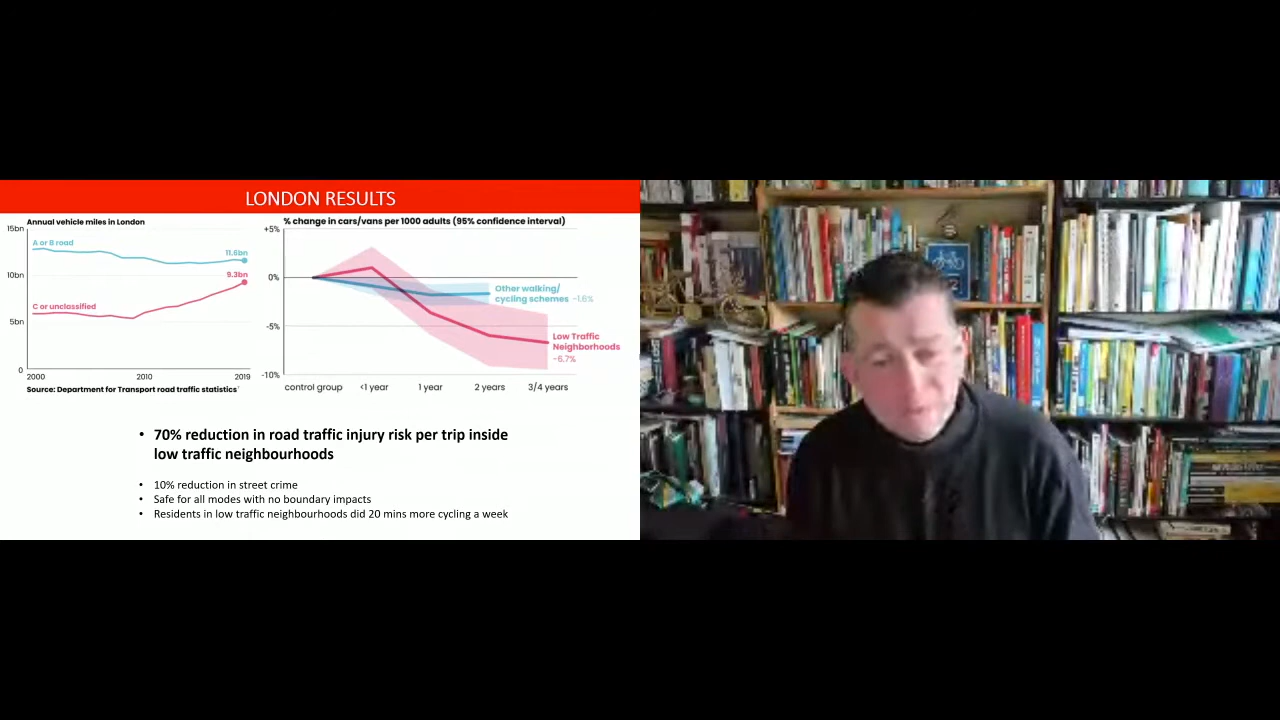 LONDON RESULTS
Annual vehicle miles in London
15bn
A or B road
11.6bn
10bn
9.3bn
C or unclassified
5bn
0
2000
2010
2019
Source: Department for Transport road traffic statistics
% change in cars/vans per 1000 adults (95% confidence interval)
+5%
0%
Other walking/
cycling schemes -1.6%
-5%
Low Traffic
Neighborhoods
-6.7%
-10%
control group
<1 year
1 year
2 years
3/4 years
• 70% reduction in road traffic injury risk per trip inside
low traffic neighbourhoods
• 10% reduction in street crime
• Safe for all modes with no boundary impacts
• Residents in low traffic neighbourhoods did 20 mins more cycling a week